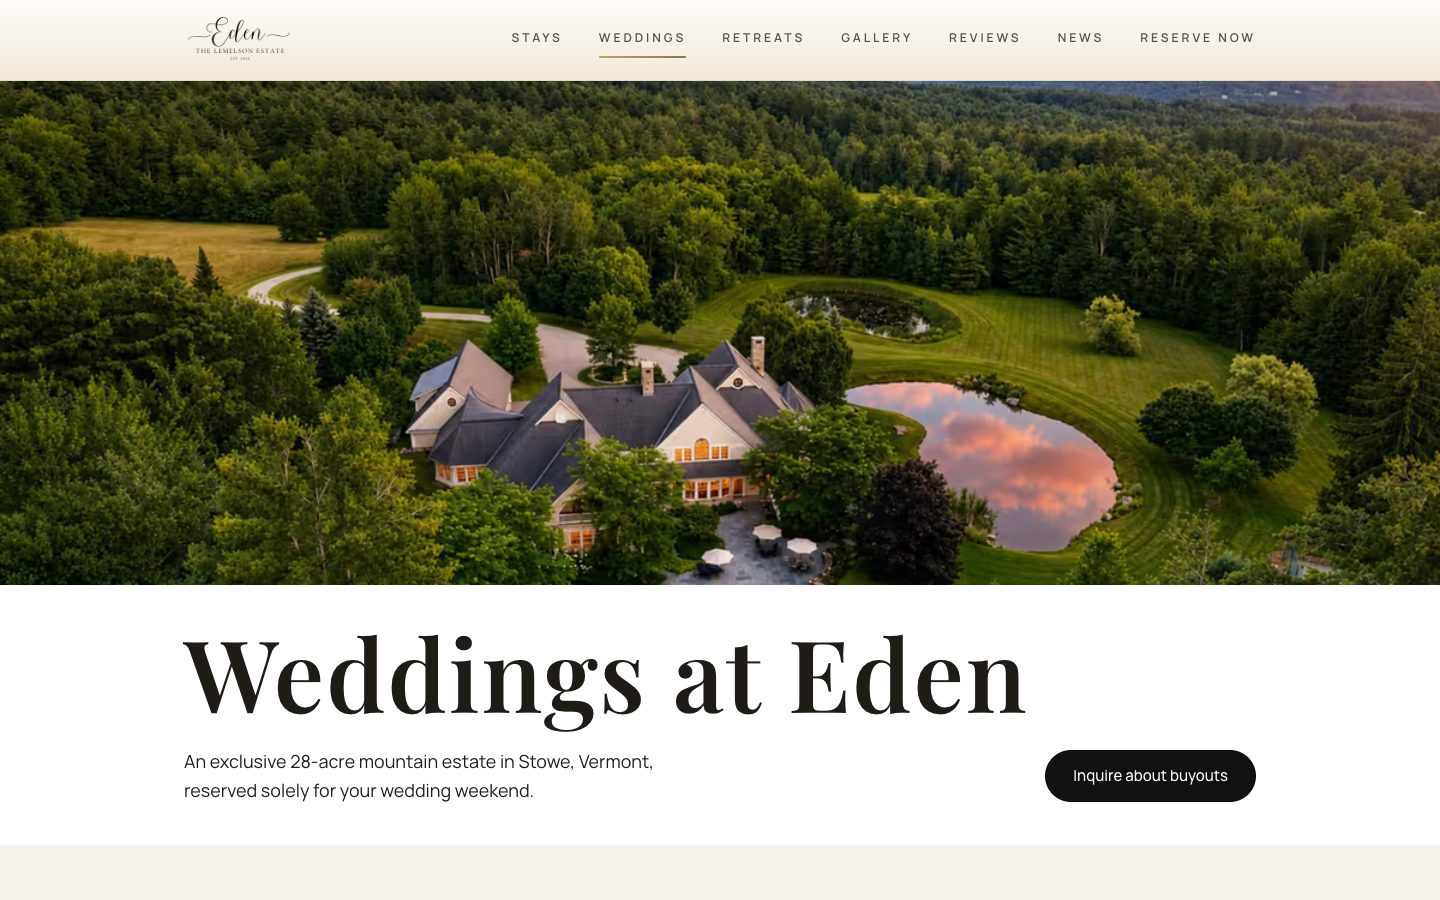 Eden
THE LEMELSON ESTATE
STAYS WEDDINGS RETREATS GALLERY REVIEWS NEWS RESERVE NOW
Weddings at Eden
An exclusive 28-acre mountain estate in Stowe, Vermont,
reserved solely for your wedding weekend.
Inquire about buyouts